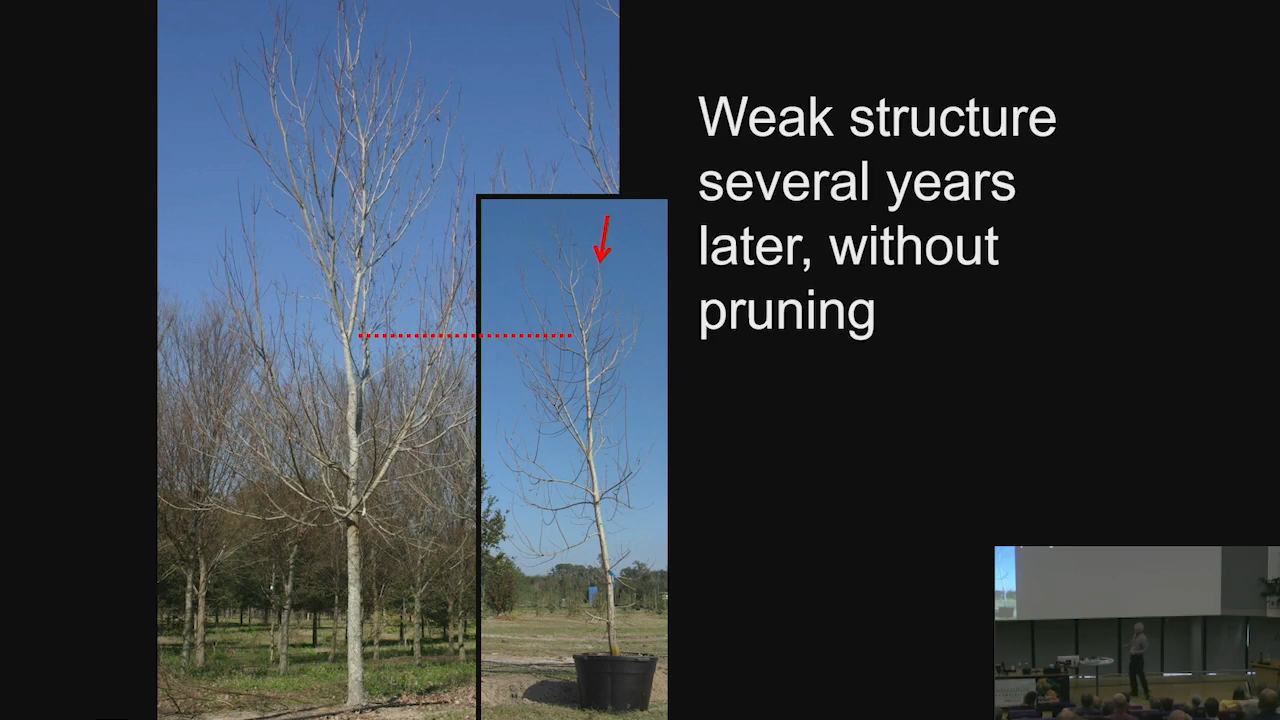 Weak structure
several years
later, without
pruning